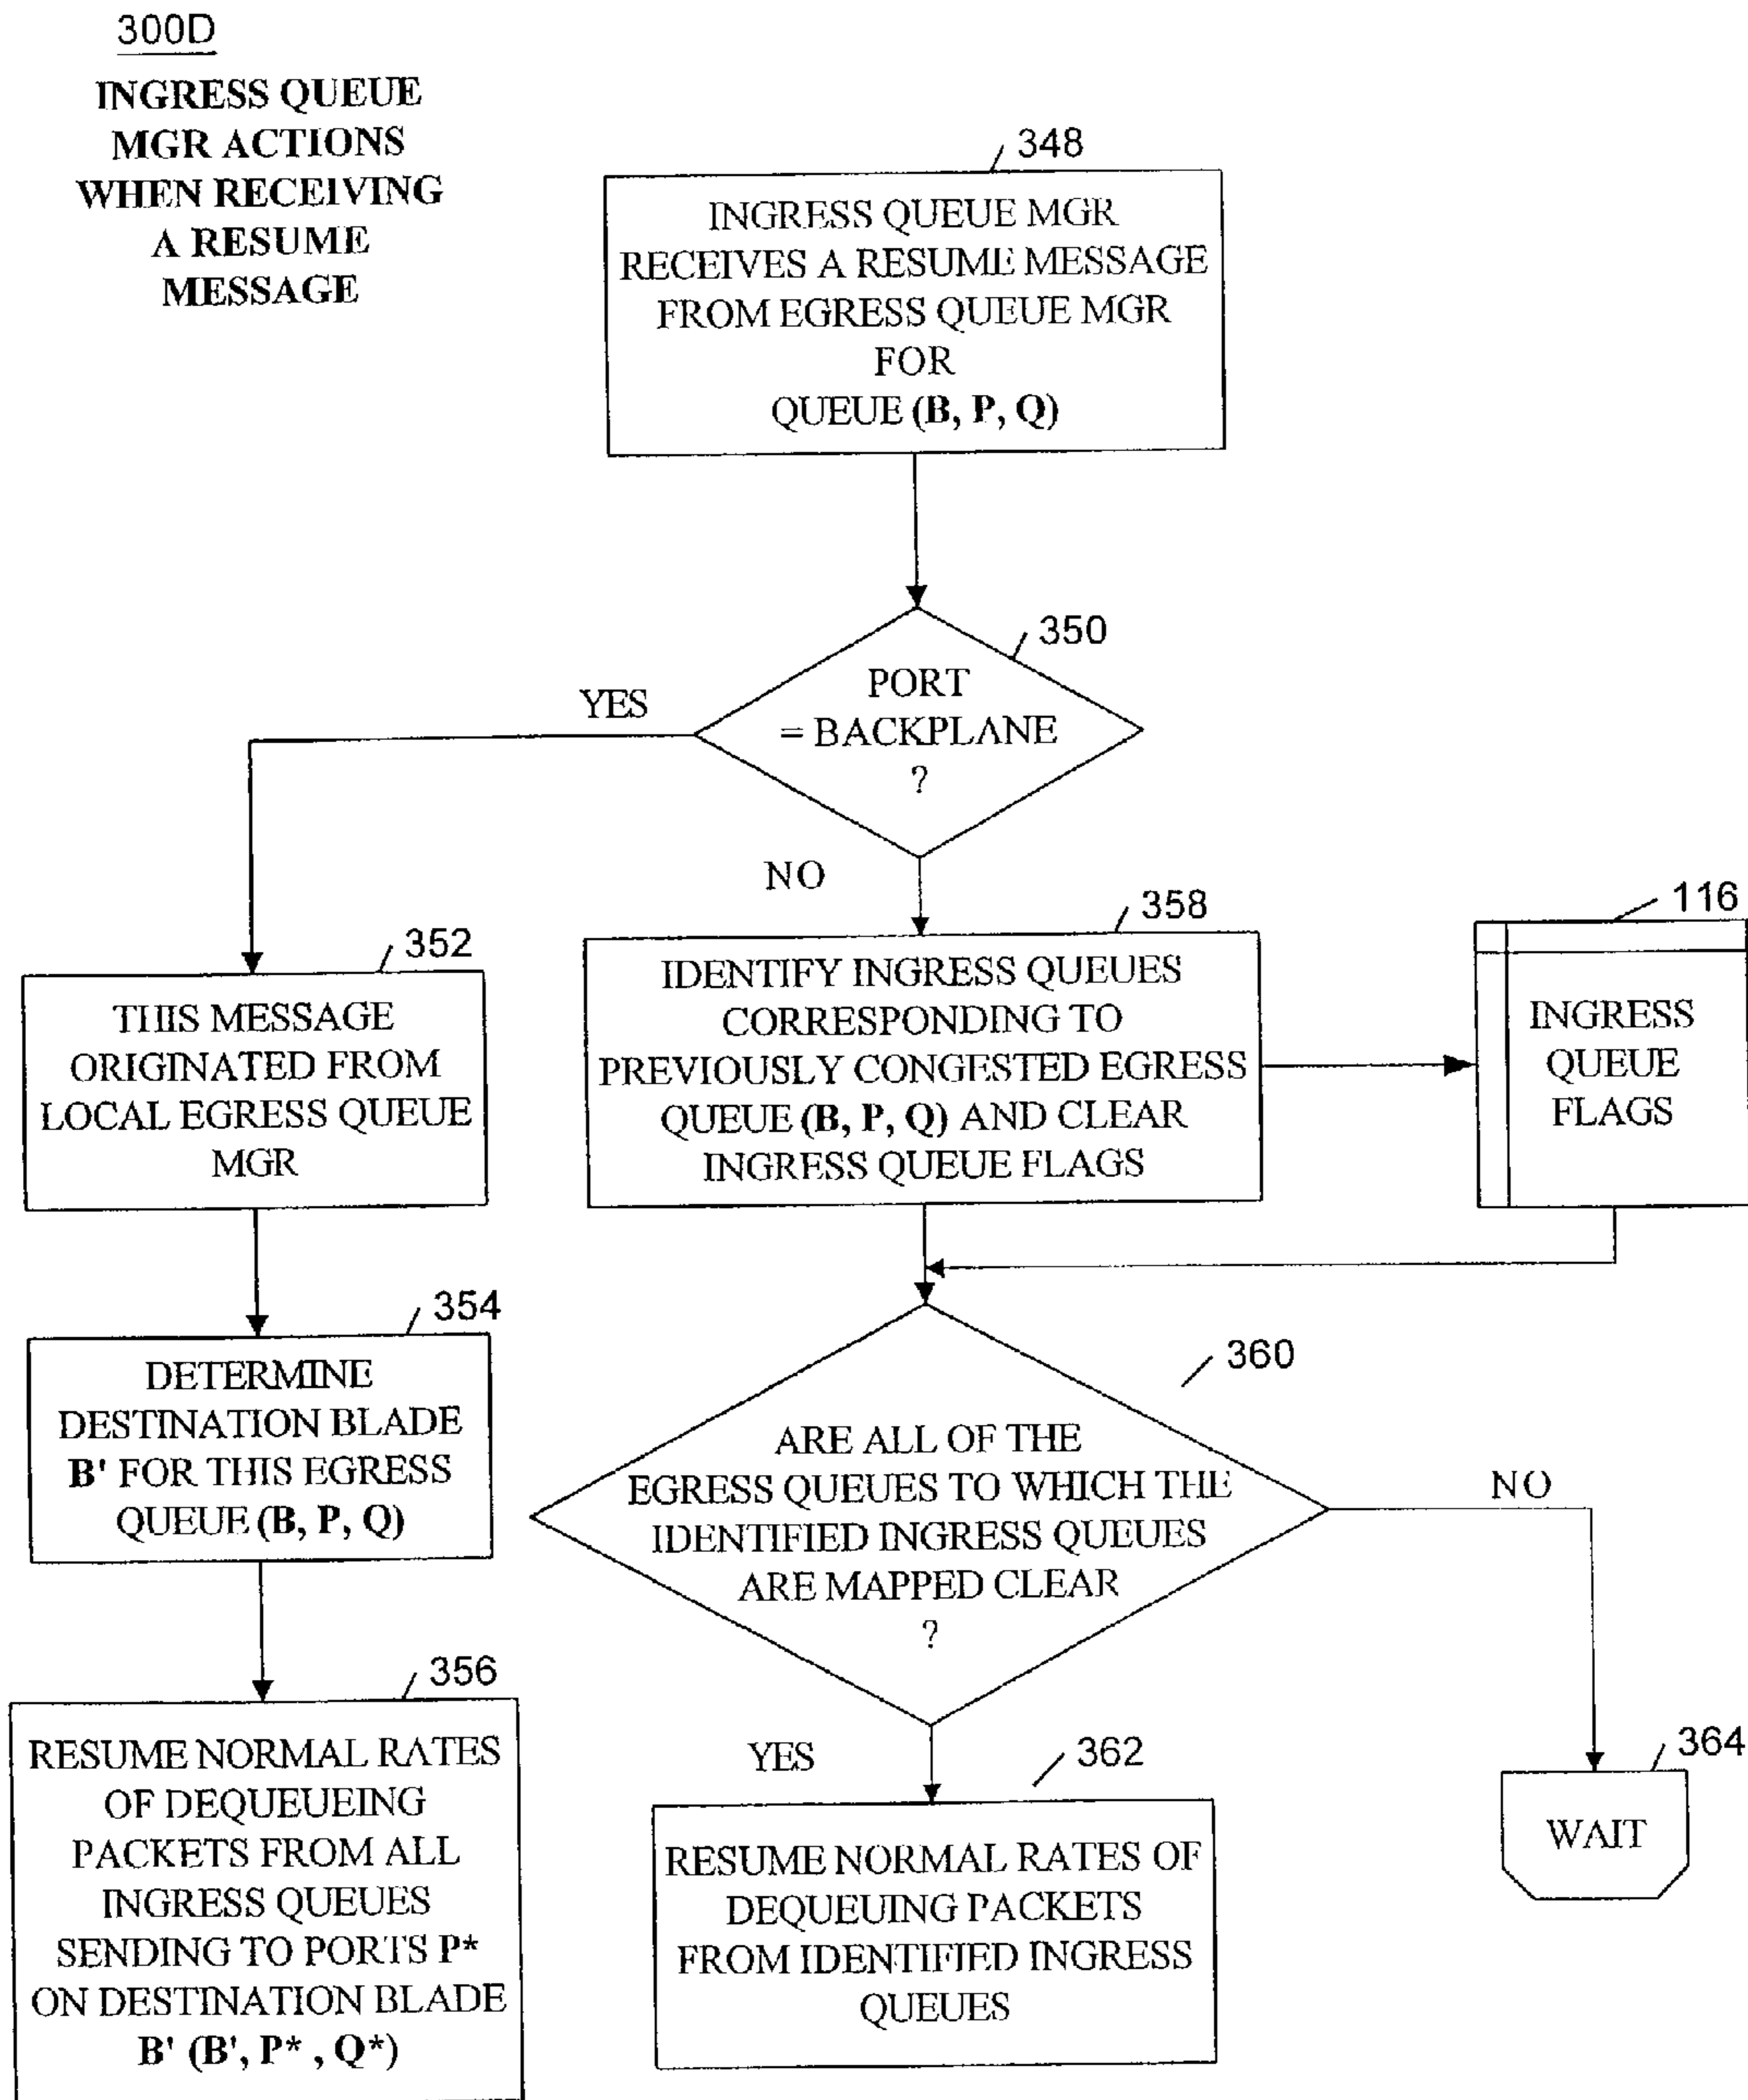 300D
INGRESS QUEUE
MGR ACTIONS
WHEN RECEIVING
A RESUME
MESSAGE
348
INGRESS QUEUE MGR
RECEIVES A RESUME MESSAGE
FROM EGRESS QUEUE MGR
FOR
QUEUE (B, P, Q)
350
PORT
= BACKPLANE
?
YES
NO
352
THIS MESSAGE
ORIGINATED FROM
LOCAL EGRESS QUEUE
MGR
358
IDENTIFY INGRESS QUEUES
CORRESPONDING TO
PREVIOUSLY CONGESTED EGRESS
QUEUE (B, P, Q) AND CLEAR
INGRESS QUEUE FLAGS
116
INGRESS
QUEUE
FLAGS
354
DETERMINE
DESTINATION BLADE
B' FOR THIS EGRESS
QUEUE (B, P, Q)
360
ARE ALL OF THE
EGRESS QUEUES TO WHICH THE
IDENTIFIED INGRESS QUEUES
ARE MAPPED CLEAR
?
NO
YES
356
RESUME NORMAL RATES
OF DEQUEUEING
PACKETS FROM ALL
INGRESS QUEUES
SENDING TO PORTS P*
ON DESTINATION BLADE
B' (B', P* , Q*)
362
RESUME NORMAL RATES OF
DEQUEUING PACKETS
FROM IDENTIFIED INGRESS
QUEUES
364
WAIT